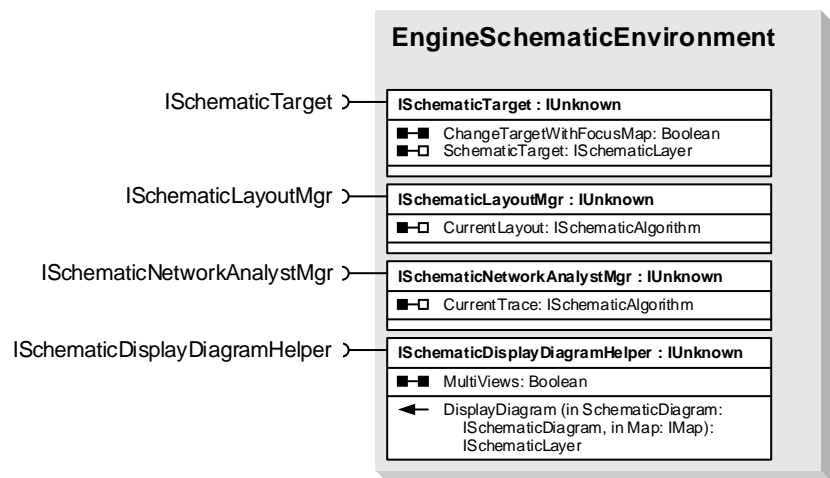 EngineSchematicEnvironment
ISchematicTarget
ISchematicTarget : IUnknown
ChangeTargetWithFocusMap: Boolean
SchematicTarget: ISchematicLayer
ISchematicLayoutMgr
ISchematicLayoutMgr : IUnknown
CurrentLayout: ISchematicAlgorithm
ISchematicNetworkAnalystMgr
ISchematicNetworkAnalystMgr : IUnknown
CurrentTrace: ISchematicAlgorithm
ISchematicDisplayDiagramHelper
ISchematicDisplayDiagramHelper : IUnknown
MultiViews: Boolean
DisplayDiagram (in SchematicDiagram:
ISchematicDiagram, in Map: IMap):
ISchematicLayer